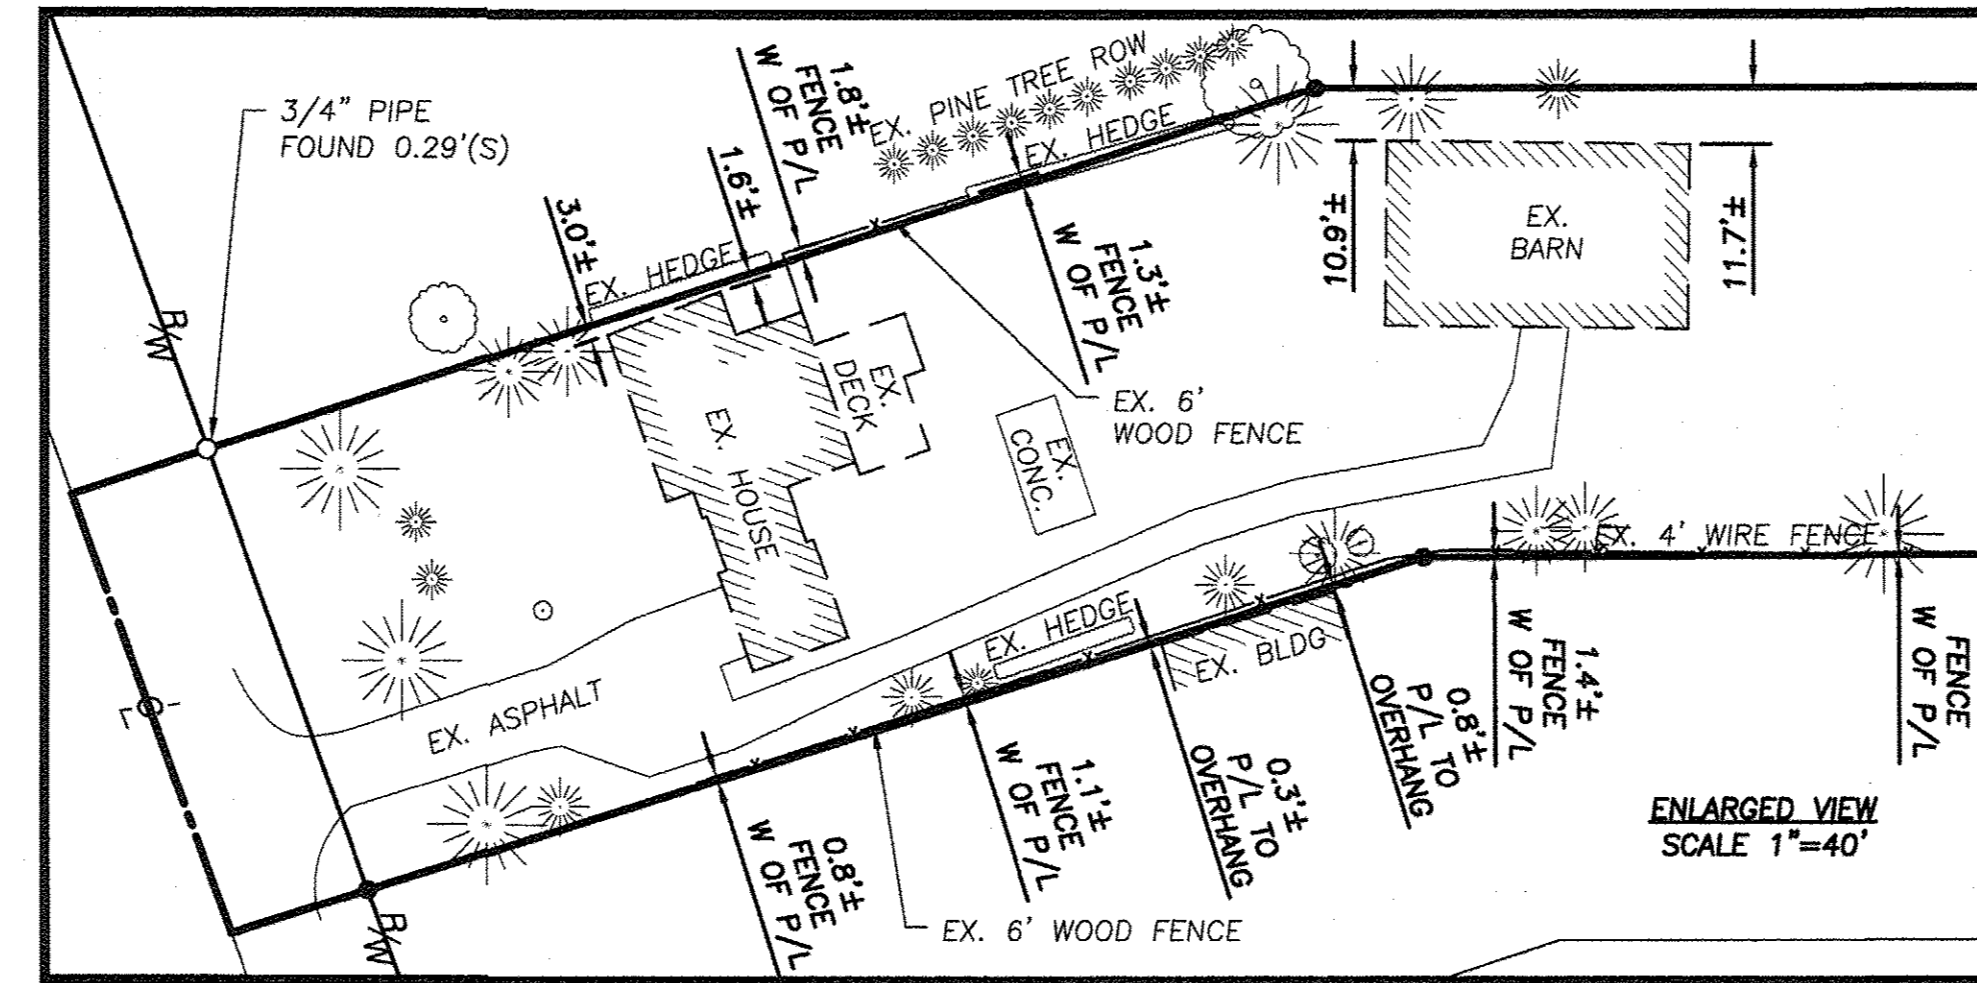 3/4" PIPE
FOUND 0.29'(S)
R/W
3.0'±
EX. HEDGE
1.6'±
1.8'±
FENCE
W OF P/L
EX. PINE TREE ROW
EX. HEDGE
1.3'±
FENCE
W OF P/L
10.9'±
EX.
BARN
11.7'±
EX.
DECK
EX. HOUSE
EX.
CONC.
EX. 6'
WOOD FENCE
EX. 4' WIRE FENCE
EX. HEDGE
EX. BLDG
EX. ASPHALT
R/W
0.8'±
FENCE
W OF P/L
1.1'±
FENCE
W OF P/L
0.3'±
P/L TO
OVERHANG
0.8'±
P/L TO
OVERHANG
1.4'±
FENCE
W OF P/L
FENCE
W OF P/L
EX. 6' WOOD FENCE
ENLARGED VIEW
SCALE 1"=40'